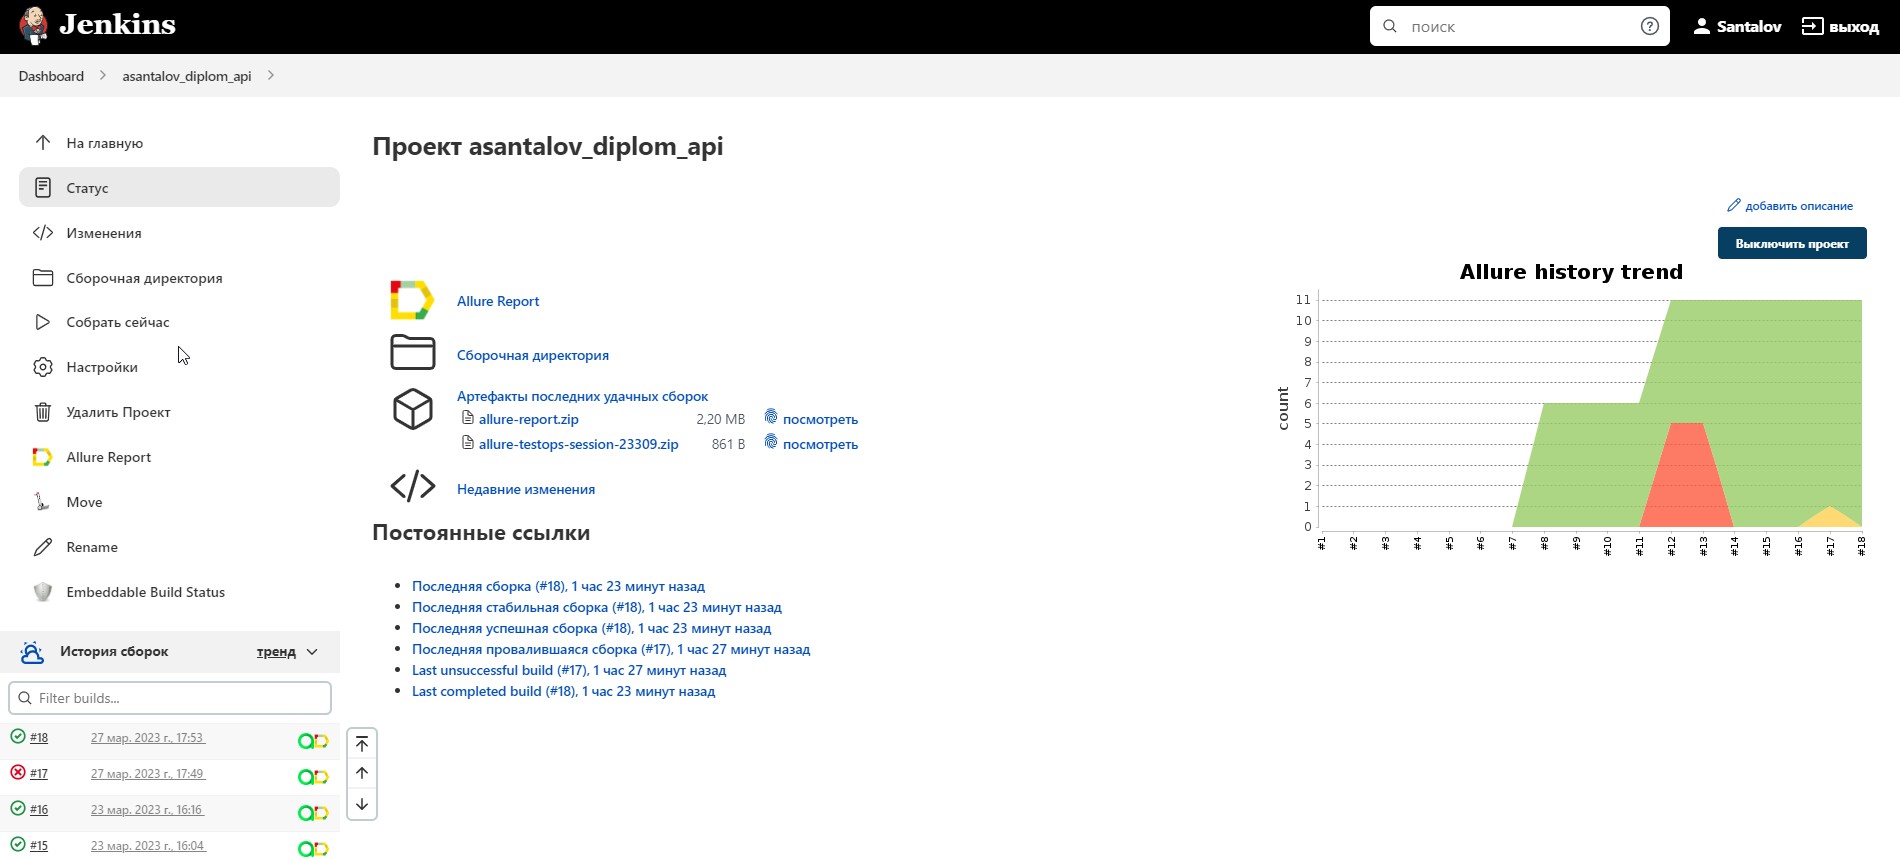 Jenkins
поиск
Santalov
выход
Dashboard
asantalov_diplom_api
На главную
Статус
Изменения
Сборочная директория
Собрать сейчас
Настройки
Удалить Проект
Allure Report
Move
Rename
Embeddable Build Status
История сборок
тренд
Filter builds...
#18 27 мар. 2023 г., 17:53
#17 27 мар. 2023 г., 17:49
#16 23 мар. 2023 г., 16:16
#15 23 мар. 2023 г., 16:04
Проект asantalov_diplom_api
добавить описание
Выключить проект
Allure Report
Сборочная директория
Артефакты последних удачных сборок
allure-report.zip 2,20 MB посмотреть
allure-testops-session-23309.zip 861 B посмотреть
Недавние изменения
Постоянные ссылки
Последняя сборка (#18), 1 час 23 минут назад
Последняя стабильная сборка (#18), 1 час 23 минут назад
Последняя успешная сборка (#18), 1 час 23 минут назад
Последняя провалившаяся сборка (#17), 1 час 27 минут назад
Last unsuccessful build (#17), 1 час 27 минут назад
Last completed build (#18), 1 час 23 минут назад
Allure history trend
count
11
10
9
8
7
6
5
4
3
2
1
0
#1 #2 #3 #4 #5 #6 #7 #8 #9 #10 #11 #12 #13 #14 #15 #16 #17 #18